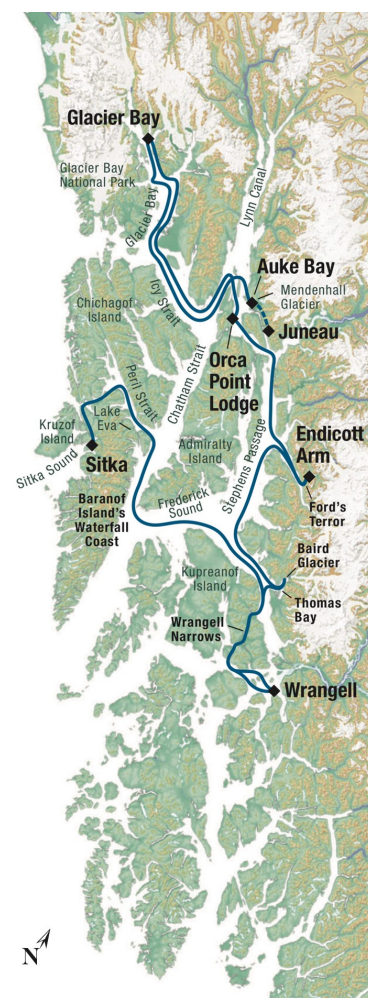 Glacier Bay
Glacier Bay
National Park
Glacier Bay
Lynn Canal
Auke Bay
Mendenhall
Glacier
Juneau
Icy Strait
Chichagof
Island
Orca
Point
Lodge
Chatham Strait
Peril Strait
Kruzof
Island
Lake
Eva
Sitka Sound
Sitka
Admiralty
Island
Stephens Passage
Endicott
Arm
Ford's
Terror
Baranof
Island's
Waterfall
Coast
Frederick
Sound
Baird
Glacier
Kupreanof
Island
Thomas
Bay
Wrangell
Narrows
Wrangell
N